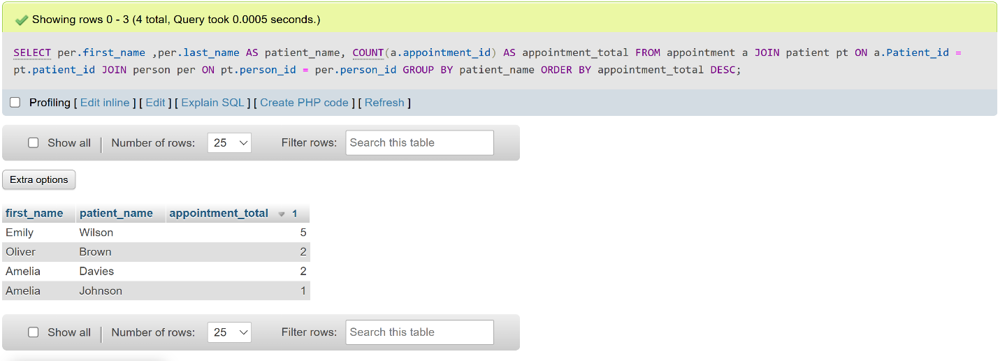 Showing rows 0 - 3 (4 total, Query took 0.0005 seconds.)
SELECT per.first_name ,per.last_name AS patient_name, COUNT(a.appointment_id) AS appointment_total FROM appointment a JOIN patient pt ON a.Patient_id =
pt.patient_id JOIN person per ON pt.person_id = per.person_id GROUP BY patient_name ORDER BY appointment_total DESC;
Profiling [ Edit inline ] [ Edit ] [ Explain SQL ] [ Create PHP code ] [ Refresh ]
Show all | Number of rows: 25 Filter rows: Search this table
Extra options
first_name patient_name appointment_total 1
Emily Wilson 5
Oliver Brown 2
Amelia Davies 2
Amelia Johnson 1
Show all | Number of rows: 25 Filter rows: Search this table